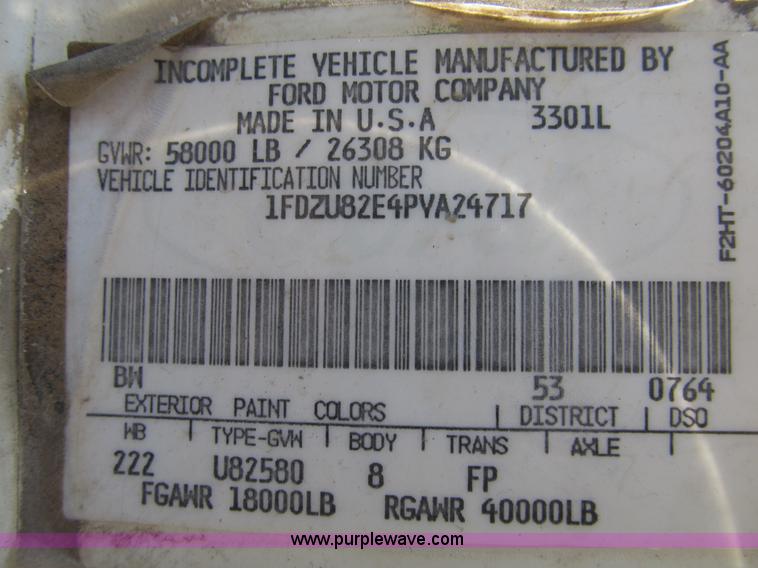 INCOMPLETE VEHICLE MANUFACTURED BY
FORD MOTOR COMPANY
MADE IN U.S.A 3301L
GVWR: 58000 LB / 26308 KG
VEHICLE IDENTIFICATION NUMBER
1FDZU82E4PVA24717
F2HT-60204A10-AA
BW 53 0764
EXTERIOR PAINT COLORS DISTRICT DSO
WB TYPE-GVW BODY TRANS AXLE
222 U82580 8 FP
FGAWR 18000LB RGAWR 40000LB
www.purplewave.com